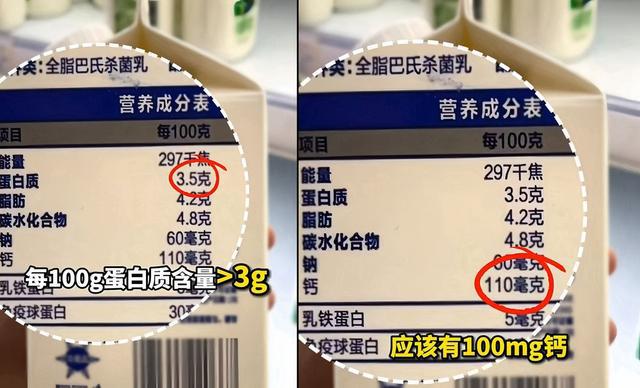 类：全脂巴氏杀菌乳
营养成分表
项目 每100克
能量 297千焦
蛋白质 3.5克
脂肪 4.2克
碳水化合物 4.8克
钠 60毫克
钙 110毫克
乳铁蛋白
免疫球蛋白
每100g蛋白质含量>3g
类：全脂巴氏杀菌乳
营养成分表
项目 每100克
能量 297千焦
蛋白质 3.5克
脂肪 4.2克
碳水化合物 4.8克
钠 60毫克
钙 110毫克
乳铁蛋白 5毫克
免疫球蛋白
应该有100mg钙